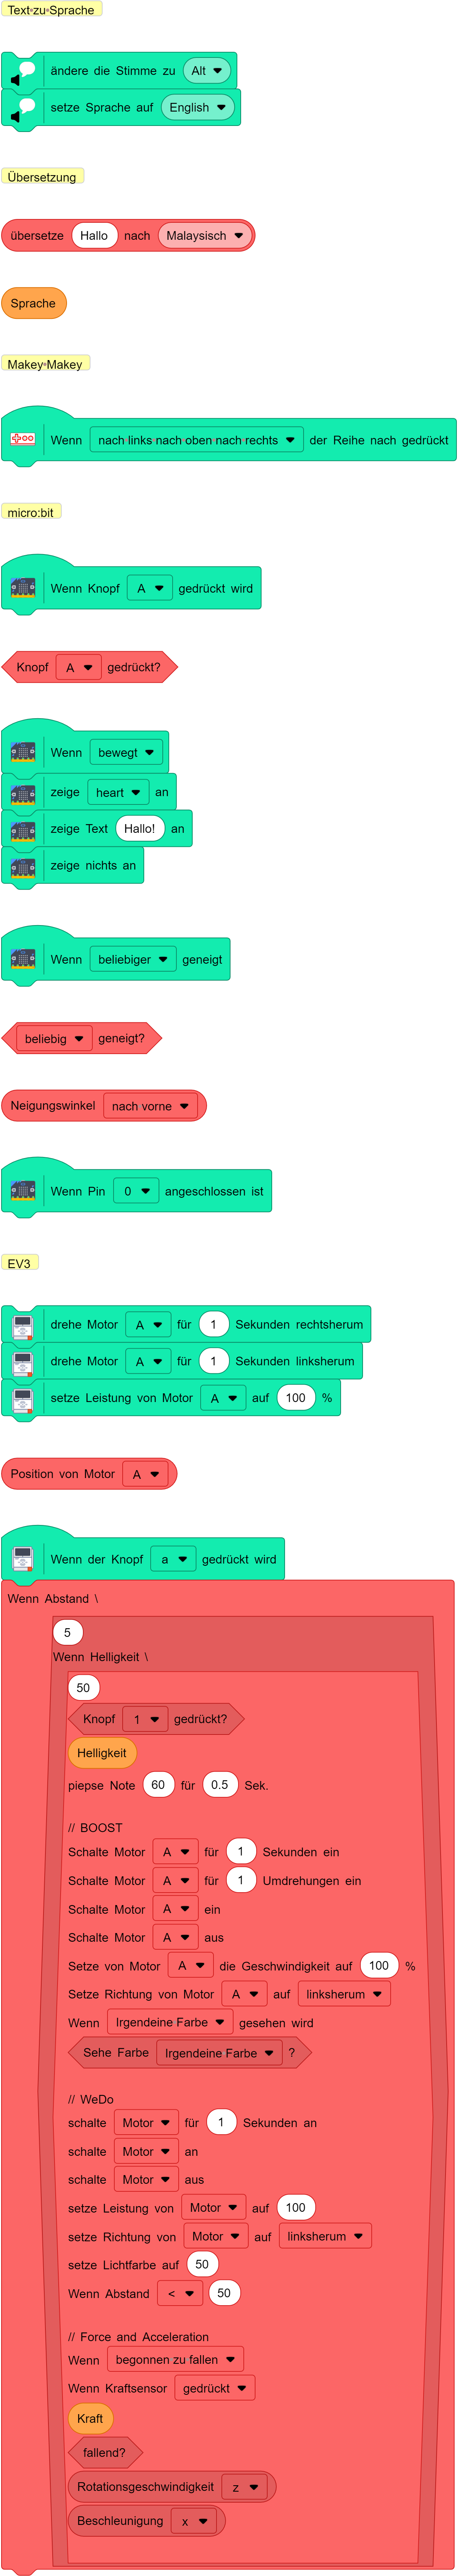 Text zu Sprache
ändere die Stimme zu Alt
setze Sprache auf English
Übersetzung
übersetze Hallo nach Malaysisch
Sprache
Makey Makey
Wenn nach links nach oben nach rechts der Reihe nach gedrückt
micro:bit
Wenn Knopf A gedrückt wird
Knopf A gedrückt?
Wenn bewegt
zeige heart an
zeige Text Hallo! an
zeige nichts an
Wenn beliebiger geneigt
beliebig geneigt?
Neigungswinkel nach vorne
Wenn Pin 0 angeschlossen ist
EV3
drehe Motor A für 1 Sekunden rechtsherum
drehe Motor A für 1 Sekunden linksherum
setze Leistung von Motor A auf 100 %
Position von Motor A
Wenn der Knopf a gedrückt wird
Wenn Abstand \
5
Wenn Helligkeit \
50
Knopf 1 gedrückt?
Helligkeit
piepse Note 60 für 0.5 Sek.
// BOOST
Schalte Motor A für 1 Sekunden ein
Schalte Motor A für 1 Umdrehungen ein
Schalte Motor A ein
Schalte Motor A aus
Setze von Motor A die Geschwindigkeit auf 100 %
Setze Richtung von Motor A auf linksherum
Wenn Irgendeine Farbe gesehen wird
Sehe Farbe Irgendeine Farbe ?
// WeDo
schalte Motor für 1 Sekunden an
schalte Motor an
schalte Motor aus
setze Leistung von Motor auf 100
setze Richtung von Motor auf linksherum
setze Lichtfarbe auf 50
Wenn Abstand < 50
// Force and Acceleration
Wenn begonnen zu fallen
Wenn Kraftsensor gedrückt
Kraft
fallend?
Rotationsgeschwindigkeit z
Beschleunigung x